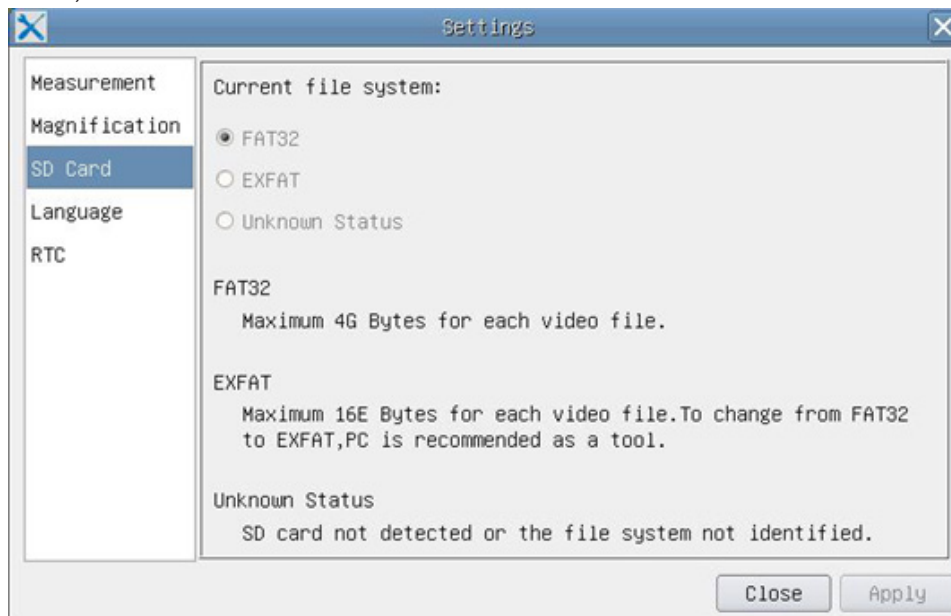 Settings
Measurement
Magnification
SD Card
Language
RTC
Current file system:
FAT32
EXFAT
Unknown Status
FAT32
Maximum 4G Bytes for each video file.
EXFAT
Maximum 16E Bytes for each video file.To change from FAT32
to EXFAT,PC is recommended as a tool.
Unknown Status
SD card not detected or the file system not identified.
Close
Apply